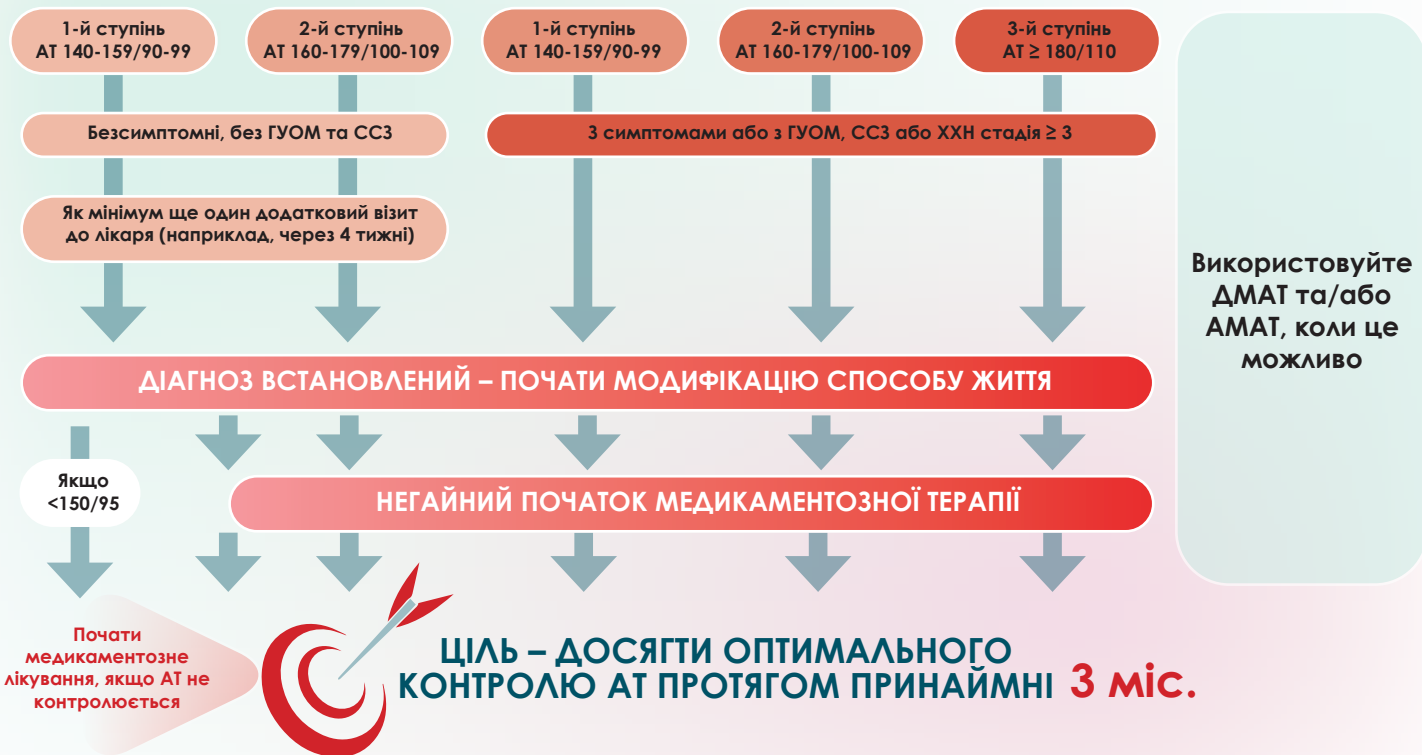 1-й ступінь
АТ 140-159/90-99
2-й ступінь
АТ 160-179/100-109
1-й ступінь
АТ 140-159/90-99
2-й ступінь
АТ 160-179/100-109
3-й ступінь
АТ ≥ 180/110
Безсимптомні, без ГУОМ та ССЗ
З симптомами або з ГУОМ, ССЗ або ХХН стадія ≥ 3
Як мінімум ще один додатковий візит
до лікаря (наприклад, через 4 тижні)
Використовуйте
ДМАТ та/або
АМАТ, коли це
можливо
ДІАГНОЗ ВСТАНОВЛЕНИЙ – ПОЧАТИ МОДИФІКАЦІЮ СПОСОБУ ЖИТТЯ
Якщо
<150/95
НЕГАЙНИЙ ПОЧАТОК МЕДИКАМЕНТОЗНОЇ ТЕРАПІЇ
Почати
медикаментозне
лікування, якщо АТ не
контролюється
ЦІЛЬ – ДОСЯГТИ ОПТИМАЛЬНОГО
КОНТРОЛЮ АТ ПРОТЯГОМ ПРИНАЙМНІ 3 міс.